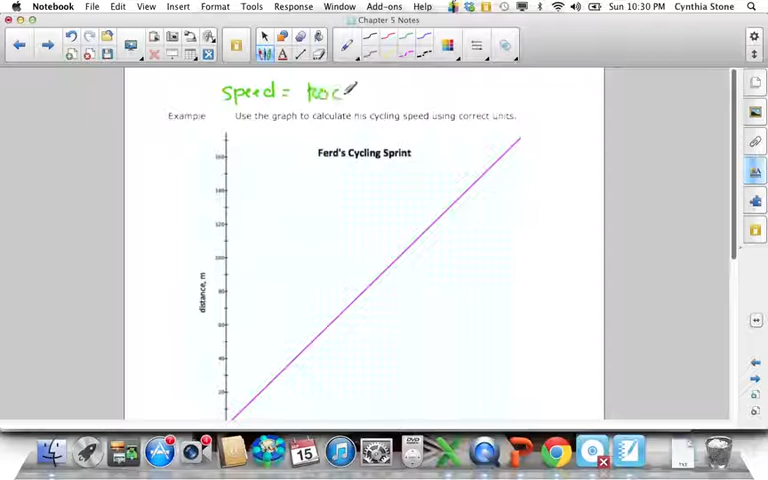 Notebook File Edit View Insert Format Tools Response Window Add-ons Help Sun 10:30 PM Cynthia Stone
Chapter 5 Notes
speed =
Example Use the graph to calculate his cycling speed using correct units.
Ferd's Cycling Sprint
160
140
120
100
80
60
40
20
distance, m
15